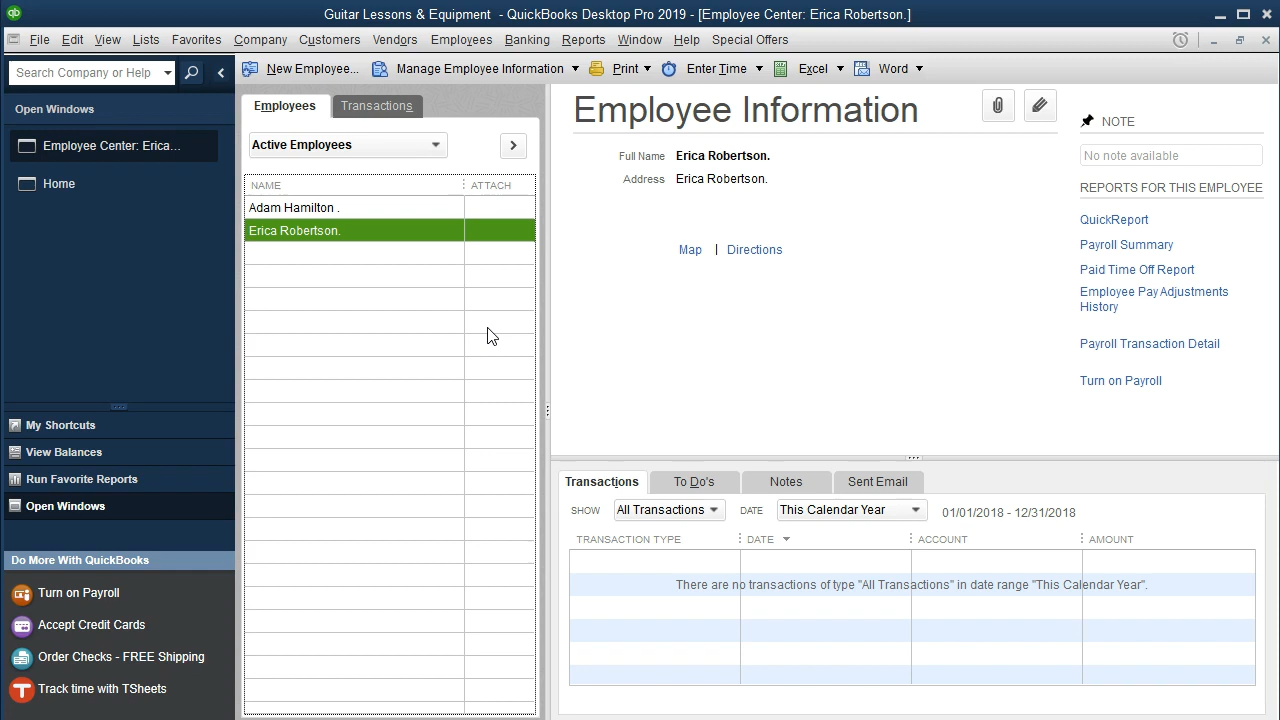 Guitar Lessons & Equipment - QuickBooks Desktop Pro 2019 - [Employee Center: Erica Robertson.]
File Edit View Lists Favorites Company Customers Vendors Employees Banking Reports Window Help Special Offers
Search Company or Help
New Employee... Manage Employee Information Print Enter Time Excel Word
Open Windows
Employee Center: Erica...
Home
My Shortcuts
View Balances
Run Favorite Reports
Open Windows
Do More With QuickBooks
Turn on Payroll
Accept Credit Cards
Order Checks - FREE Shipping
Track time with TSheets
Employees Transactions
Active Employees
NAME ATTACH
Adam Hamilton .
Erica Robertson.
Employee Information
Full Name Erica Robertson.
Address Erica Robertson.
Map | Directions
NOTE
No note available
REPORTS FOR THIS EMPLOYEE
QuickReport
Payroll Summary
Paid Time Off Report
Employee Pay Adjustments
History
Payroll Transaction Detail
Turn on Payroll
Transactions To Do's Notes Sent Email
SHOW All Transactions DATE This Calendar Year 01/01/2018 - 12/31/2018
TRANSACTION TYPE DATE ACCOUNT AMOUNT
There are no transactions of type "All Transactions" in date range "This Calendar Year".